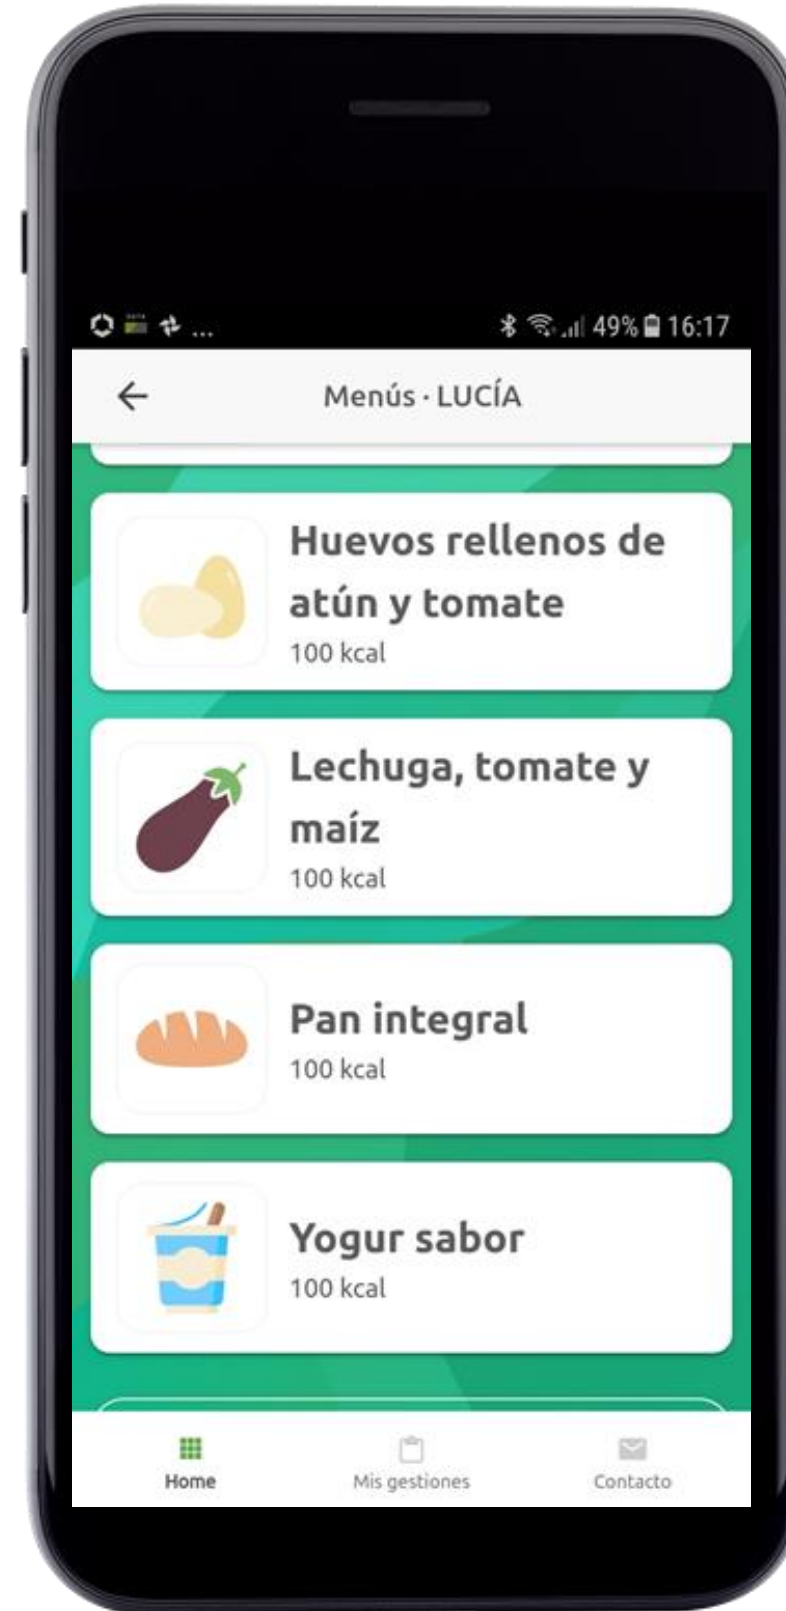 ... 49% 16:17
Menús · LUCÍA
Huevos rellenos de
atún y tomate
100 kcal
Lechuga, tomate y
maíz
100 kcal
Pan integral
100 kcal
Yogur sabor
100 kcal
Home Mis gestiones Contacto